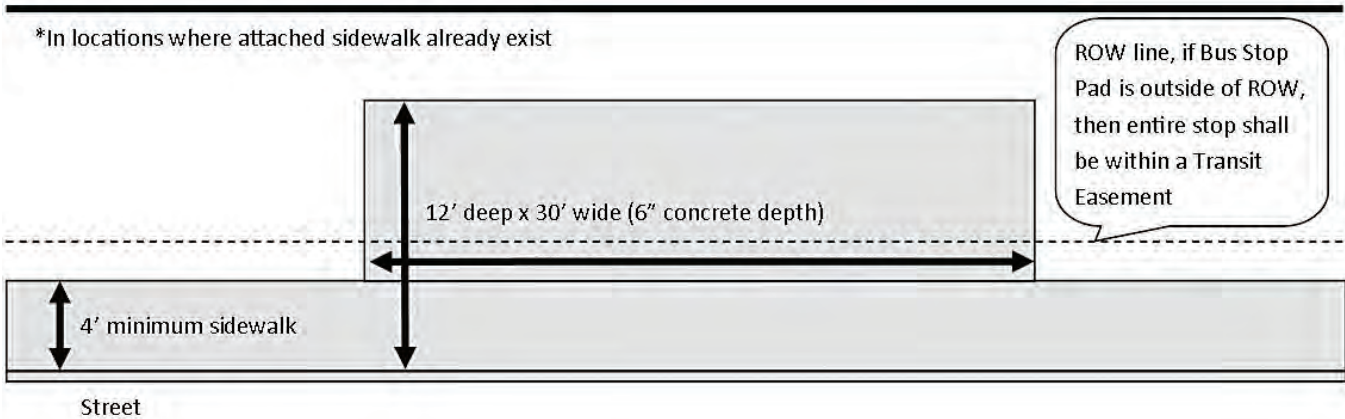 *In locations where attached sidewalk already exist
ROW line, if Bus Stop
Pad is outside of ROW,
then entire stop shall
be within a Transit
Easement
12’ deep x 30’ wide (6” concrete depth)
4’ minimum sidewalk
Street